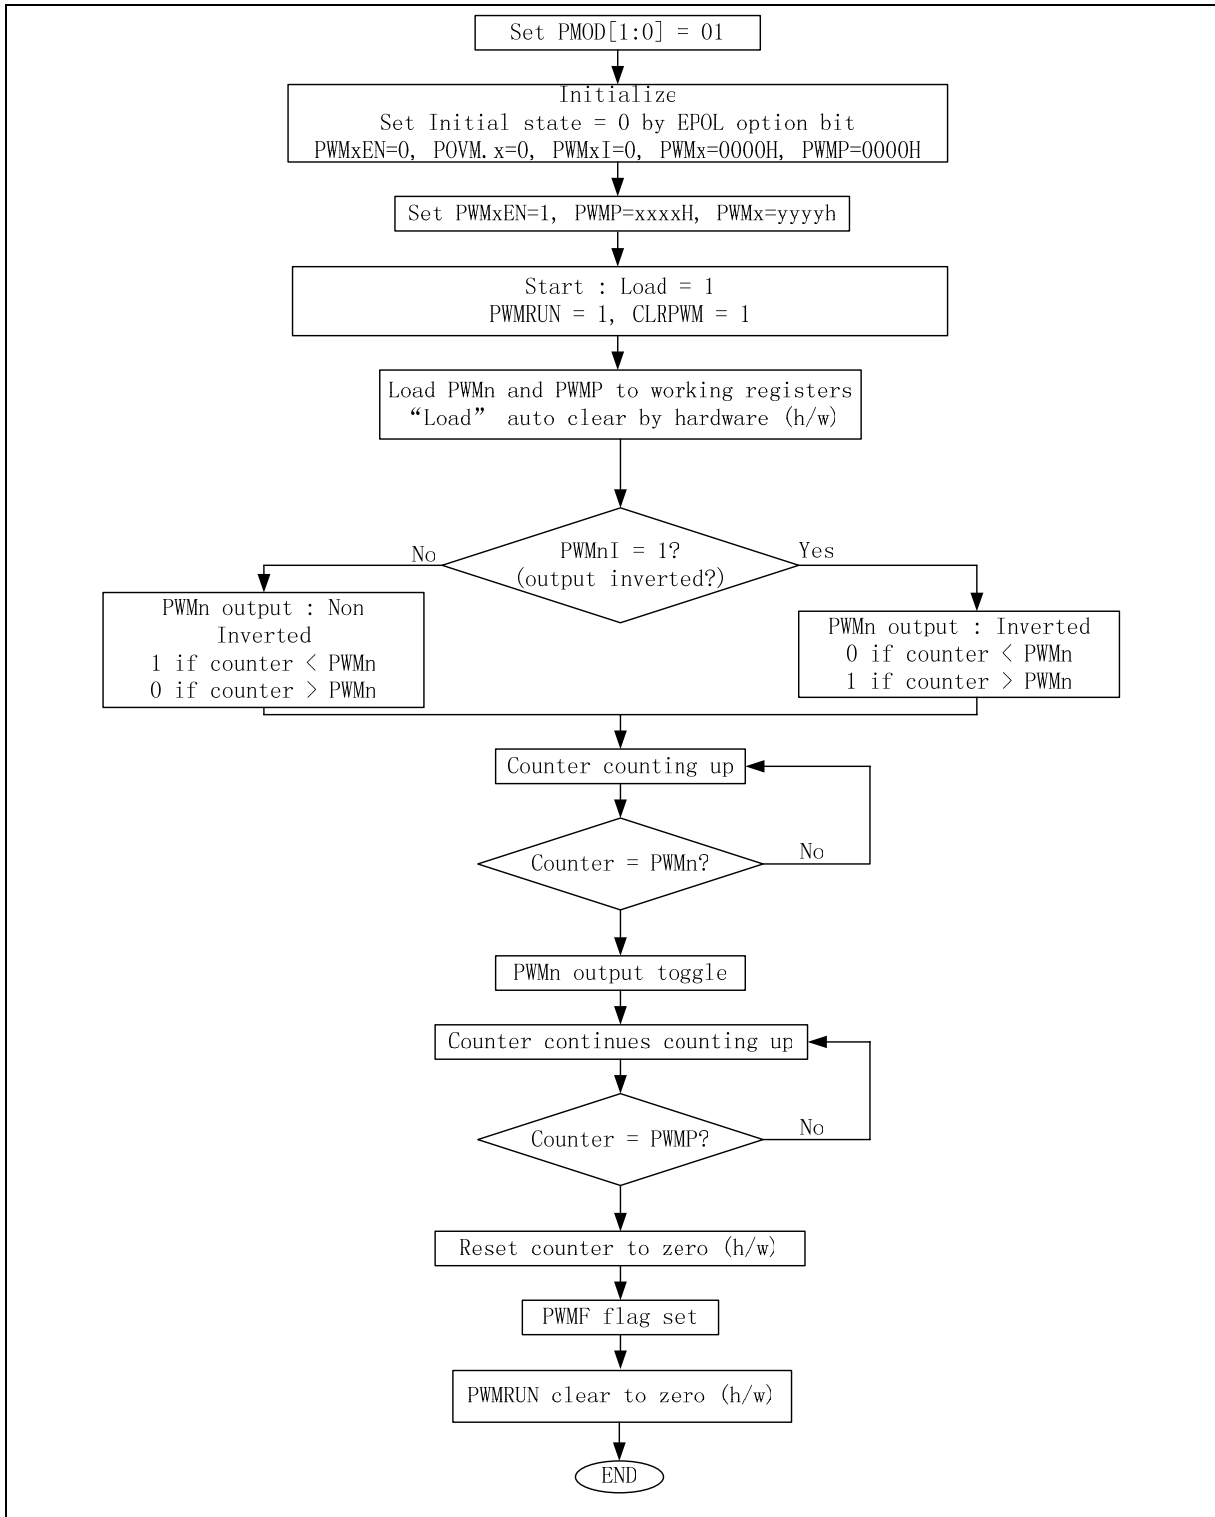 Set PMOD[1:0] = 01
Initialize
Set Initial state = 0 by EPOL option bit
PWMxEN=0, POVM.x=0, PWMxI=0, PWMx=0000H, PWMP=0000H
Set PWMxEN=1, PWMP=xxxxH, PWMx=yyyyh
Start : Load = 1
PWMRUN = 1, CLRPWM = 1
Load PWMn and PWMP to working registers
“Load” auto clear by hardware (h/w)
PWMnI = 1?
(output inverted?)
No
Yes
PWMn output : Non
Inverted
1 if counter < PWMn
0 if counter > PWMn
PWMn output : Inverted
0 if counter < PWMn
1 if counter > PWMn
Counter counting up
Counter = PWMn?
No
PWMn output toggle
Counter continues counting up
Counter = PWMP?
No
Reset counter to zero (h/w)
PWMF flag set
PWMRUN clear to zero (h/w)
END